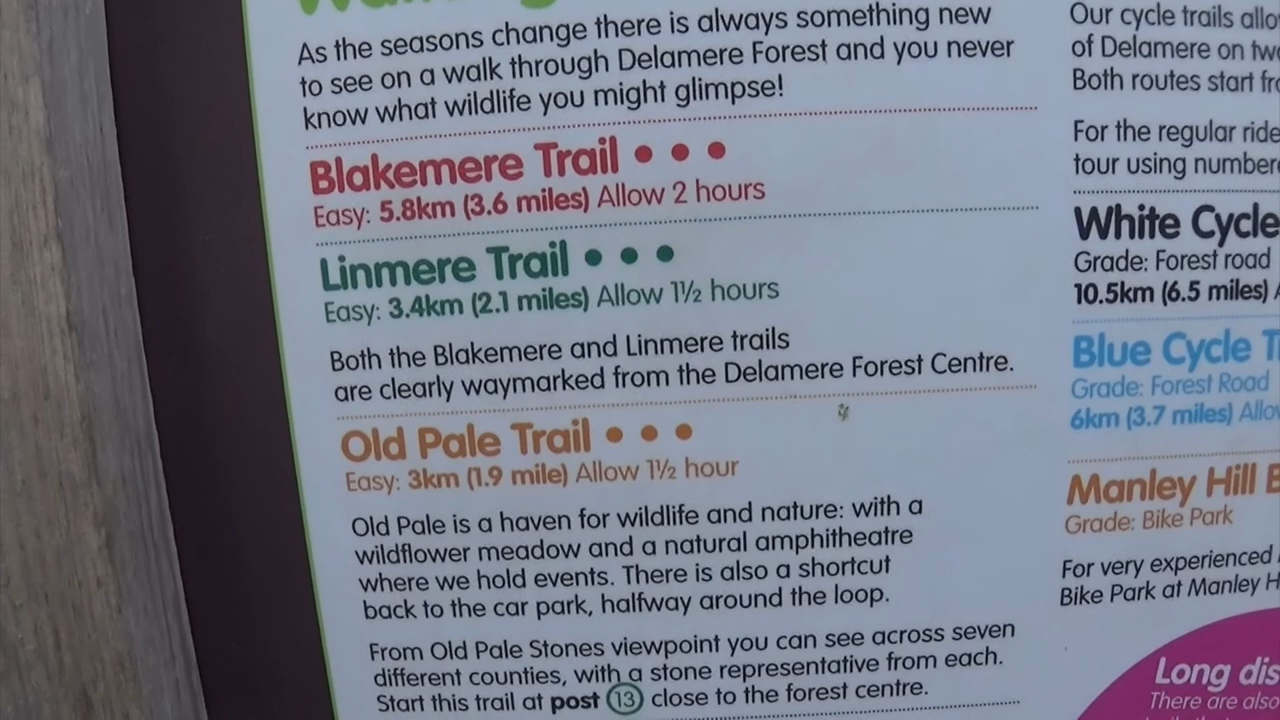 As the seasons change there is always something new
to see on a walk through Delamere Forest and you never
know what wildlife you might glimpse!
Blakemere Trail • • •
Easy: 5.8km (3.6 miles) Allow 2 hours
Linmere Trail • • •
Easy: 3.4km (2.1 miles) Allow 1½ hours
Both the Blakemere and Linmere trails
are clearly waymarked from the Delamere Forest Centre.
Old Pale Trail • • •
Easy: 3km (1.9 mile) Allow 1½ hour
Old Pale is a haven for wildlife and nature: with a
wildflower meadow and a natural amphitheatre
where we hold events. There is also a shortcut
back to the car park, halfway around the loop.
From Old Pale Stones viewpoint you can see across seven
different counties, with a stone representative from each.
Start this trail at post 13 close to the forest centre.
Our cycle trails
of Delamere on
Both routes start
For the regular
tour using
White Cycle
Grade: Forest road
10.5km (6.5 miles)
Blue Cycle
Grade: Forest Road
6km (3.7 miles)
Manley Hill
Grade: Bike Park
For very experienced
Bike Park at Manley
Long
There are also